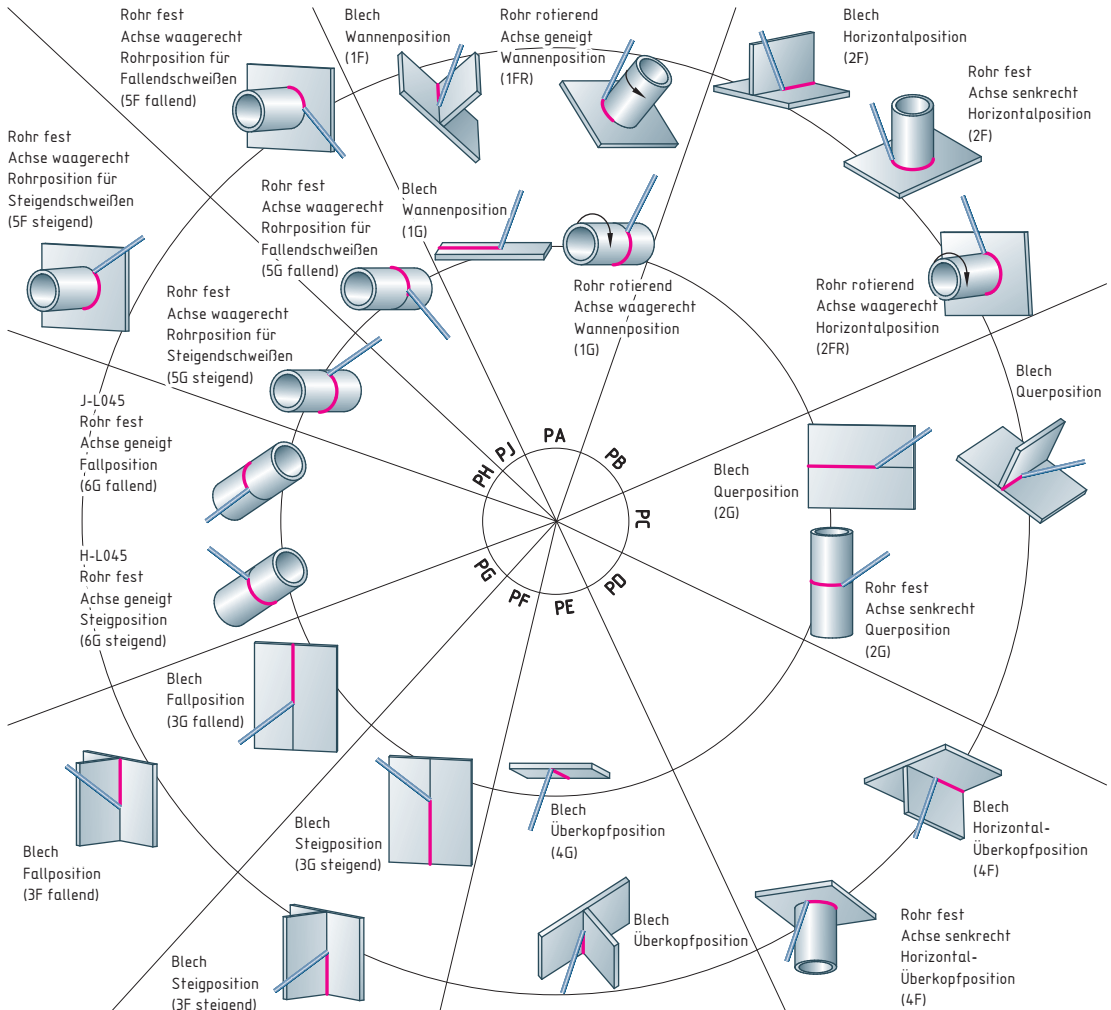 Rohr fest
Achse waagerecht
Rohrposition für
Fallendschweißen
(5F fallend)
Blech
Wannenposition
(1F)
Rohr rotierend
Achse geneigt
Wannenposition
(1FR)
Blech
Horizontalposition
(2F)
Rohr fest
Achse senkrecht
Horizontalposition
(2F)
Rohr fest
Achse waagerecht
Rohrposition für
Steigendschweißen
(5F steigend)
Rohr fest
Achse waagerecht
Rohrposition für
Fallendschweißen
(5G fallend)
Blech
Wannenposition
(1G)
Rohr rotierend
Achse waagerecht
Wannenposition
(1G)
Rohr rotierend
Achse waagerecht
Horizontalposition
(2FR)
Rohr fest
Achse waagerecht
Rohrposition für
Steigendschweißen
(5G steigend)
Blech
Querposition
J-L045
Rohr fest
Achse geneigt
Fallposition
(6G fallend)
PA
PB
PC
PD
PE
PF
PG
PH
PJ
Blech
Querposition
(2G)
H-L045
Rohr fest
Achse geneigt
Steigposition
(6G steigend)
Rohr fest
Achse senkrecht
Querposition
(2G)
Blech
Fallposition
(3G fallend)
Blech
Fallposition
(3F fallend)
Blech
Steigposition
(3G steigend)
Blech
Überkopfposition
(4G)
Blech
Horizontal-
Überkopfposition
(4F)
Blech
Steigposition
(3F steigend)
Blech
Überkopfposition
Rohr fest
Achse senkrecht
Horizontal-
Überkopfposition
(4F)